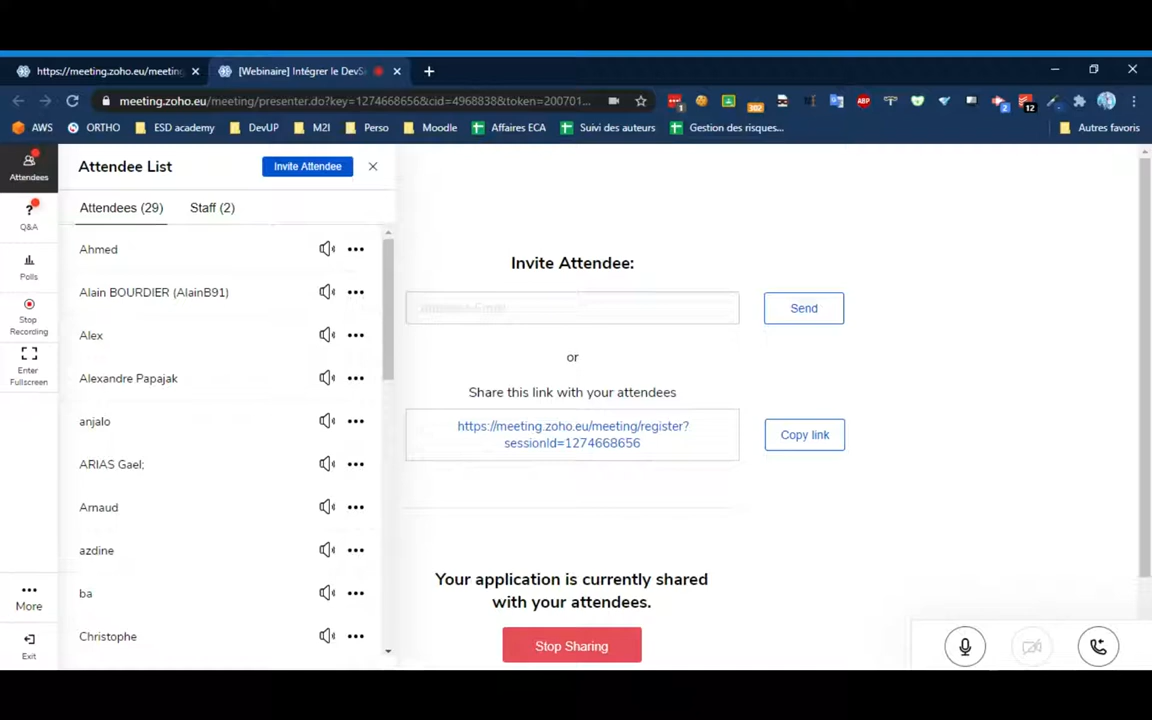 https://meeting.zoho.eu/meeting
[Webinaire] Intégrer le DevS
meeting.zoho.eu/meeting/presenter.do?key=1274668656&cid=4968838&token=200701...
1
302
ABP
12
AWS
ORTHO
ESD academy
DevUP
M2I
Perso
Moodle
Affaires ECA
Suivi des auteurs
Gestion des risques...
Autres favoris
Attendees
Q&A
Polls
Stop
Recording
Enter
Fullscreen
More
Exit
Attendee List
Invite Attendee
Attendees (29)
Staff (2)
Ahmed
Alain BOURDIER (AlainB91)
Alex
Alexandre Papajak
anjalo
ARIAS Gael;
Arnaud
azdine
ba
Christophe
Invite Attendee:
Send
or
Share this link with your attendees
https://meeting.zoho.eu/meeting/register?
sessionId=1274668656
Copy link
Your application is currently shared
with your attendees.
Stop Sharing